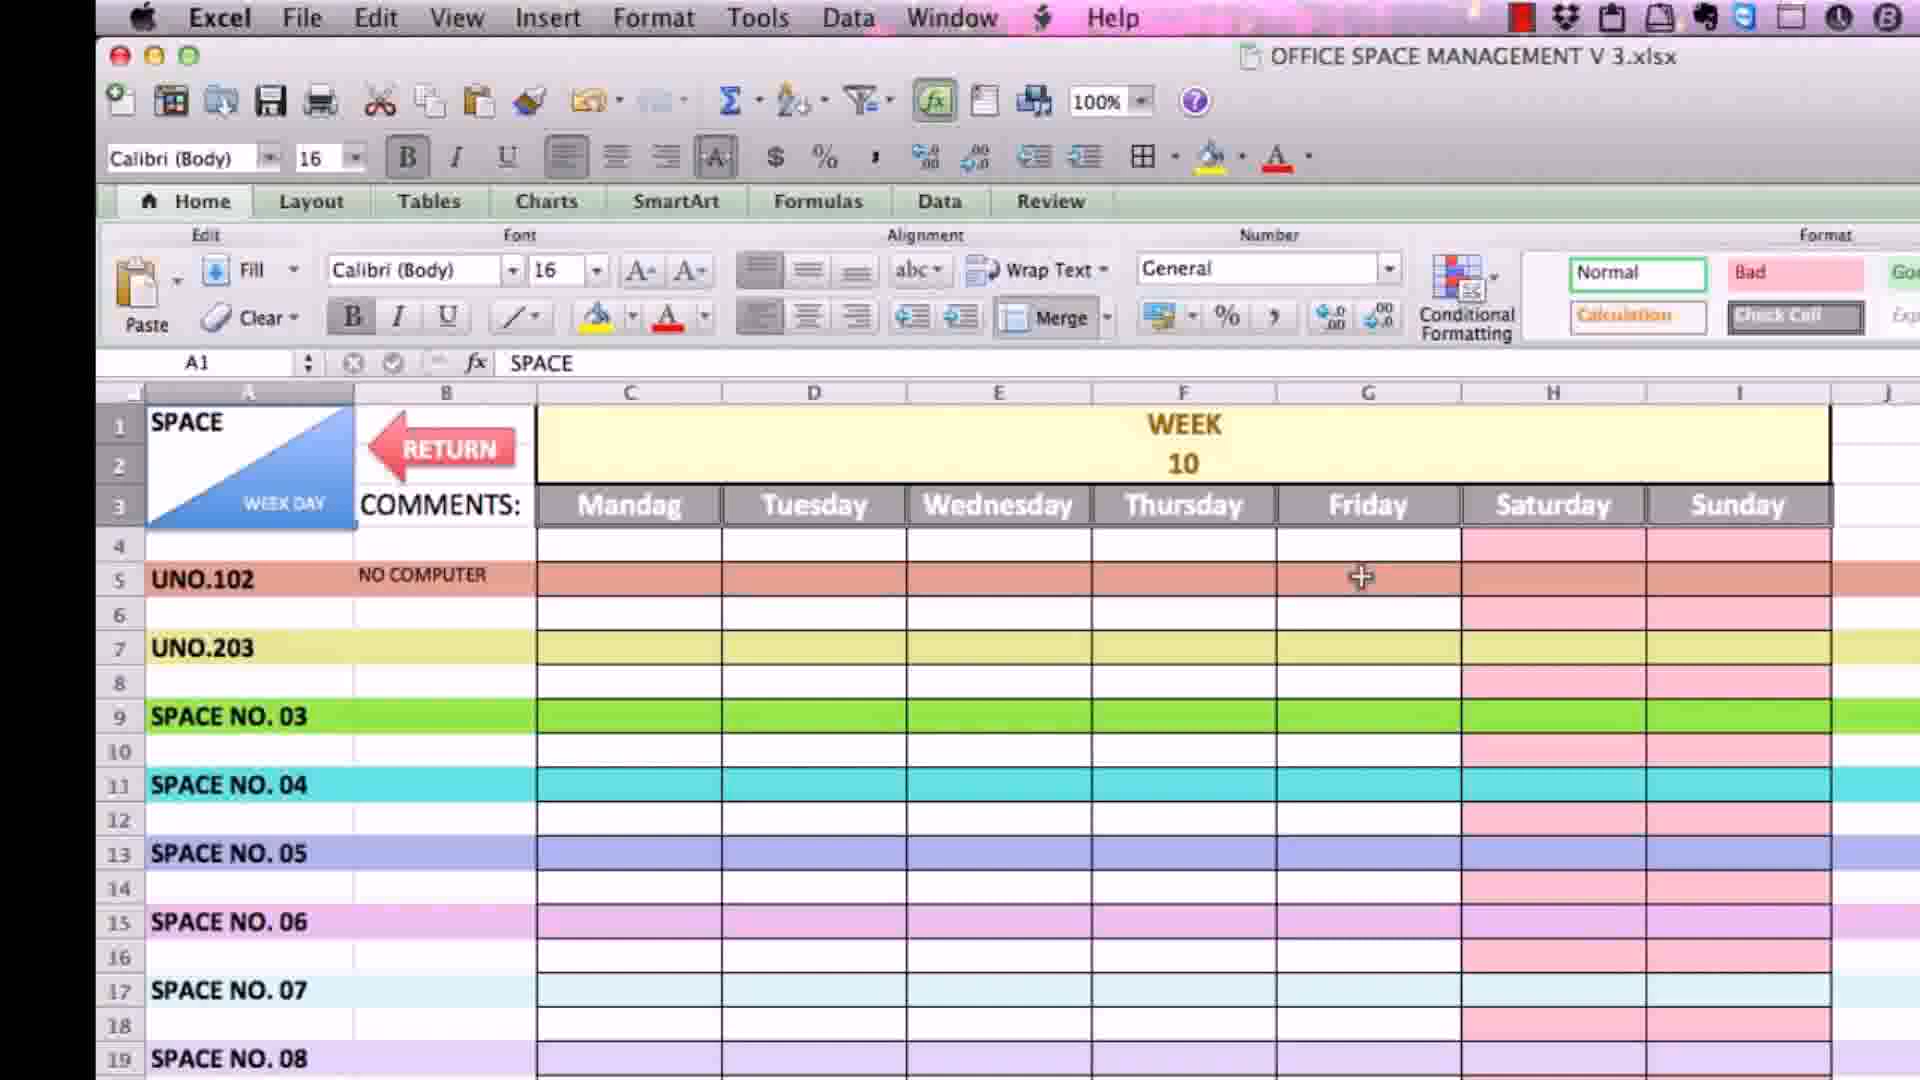 Excel File Edit View Insert Format Tools Data Window Help
OFFICE SPACE MANAGEMENT V 3.xlsx
100%
Calibri (Body) 16 B I U A $ % .00 .00 A
Home Layout Tables Charts SmartArt Formulas Data Review
Edit Font Alignment Number Format
Fill Calibri (Body) 16 A A abc Wrap Text General Normal Bad
Paste Clear B I U A Merge % Conditional Formatting Calculation Check Cell
A1 fx SPACE
A B C D E F G H I J
1 SPACE RETURN WEEK
2 10
3 WEEK DAY COMMENTS: Mandag Tuesday Wednesday Thursday Friday Saturday Sunday
4
5 UNO.102 NO COMPUTER
6
7 UNO.203
8
9 SPACE NO. 03
10
11 SPACE NO. 04
12
13 SPACE NO. 05
14
15 SPACE NO. 06
16
17 SPACE NO. 07
18
19 SPACE NO. 08